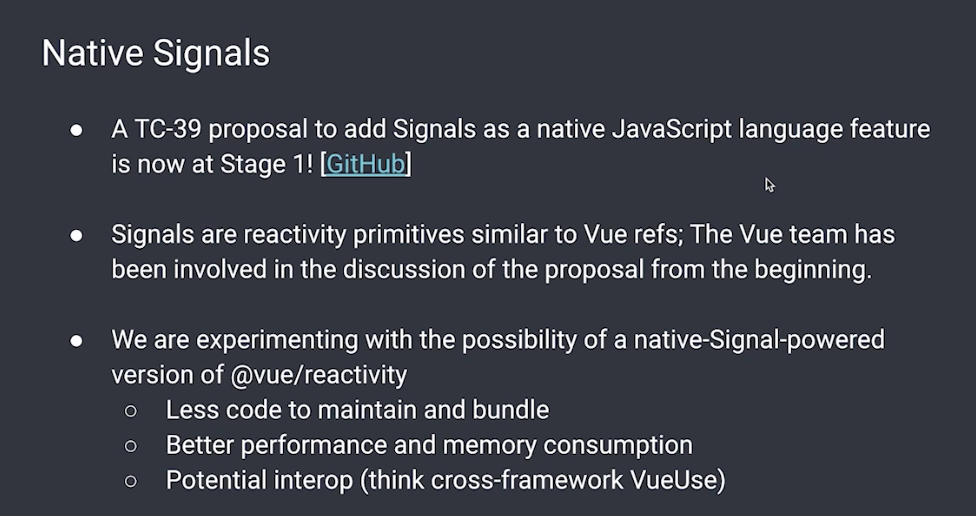 Native Signals
● A TC-39 proposal to add Signals as a native JavaScript language feature
is now at Stage 1! [GitHub]
● Signals are reactivity primitives similar to Vue refs; The Vue team has
been involved in the discussion of the proposal from the beginning.
● We are experimenting with the possibility of a native-Signal-powered
version of @vue/reactivity
○ Less code to maintain and bundle
○ Better performance and memory consumption
○ Potential interop (think cross-framework VueUse)